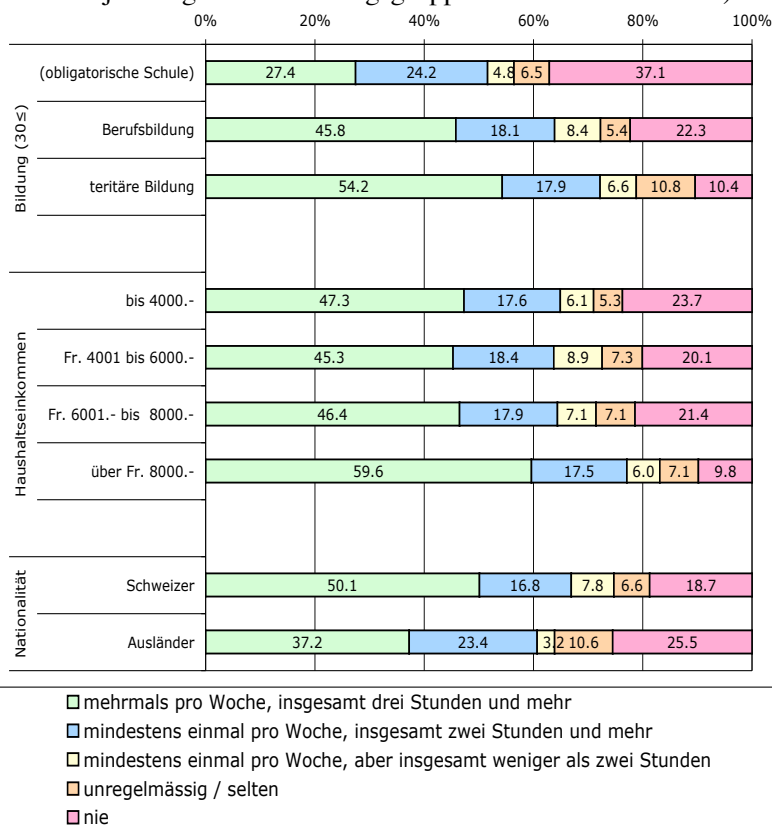 0% 20% 40% 60% 80% 100%
Bildung (30≤)
(obligatorische Schule) 27.4 24.2 4.8 6.5 37.1
Berufsbildung 45.8 18.1 8.4 5.4 22.3
teritäre Bildung 54.2 17.9 6.6 10.8 10.4
Haushaltseinkommen
bis 4000.- 47.3 17.6 6.1 5.3 23.7
Fr. 4001 bis 6000.- 45.3 18.4 8.9 7.3 20.1
Fr. 6001.- bis 8000.- 46.4 17.9 7.1 7.1 21.4
über Fr. 8000.- 59.6 17.5 6.0 7.1 9.8
Nationalität
Schweizer 50.1 16.8 7.8 6.6 18.7
Ausländer 37.2 23.4 3.2 10.6 25.5
mehrmals pro Woche, insgesamt drei Stunden und mehr
mindestens einmal pro Woche, insgesamt zwei Stunden und mehr
mindestens einmal pro Woche, aber insgesamt weniger als zwei Stunden
unregelmässig / selten
nie